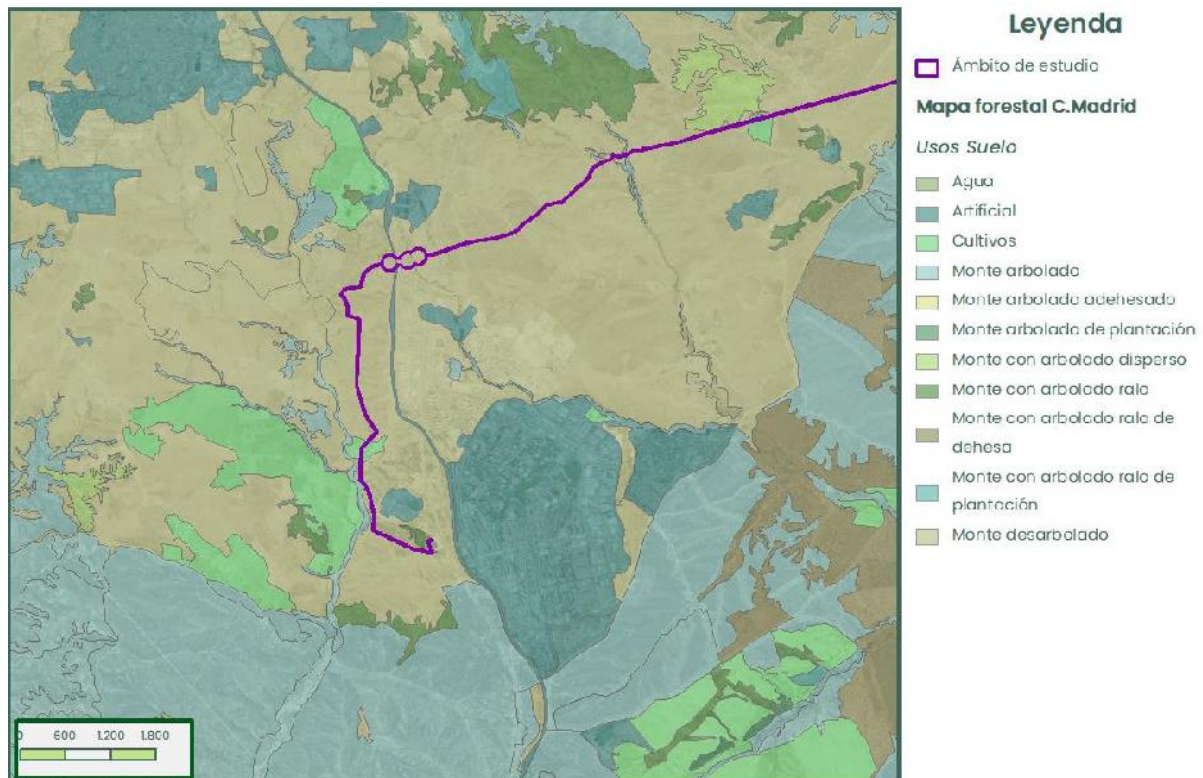 Leyenda
Ámbito de estudio
Mapa forestal C.Madrid
Usos Suelo
Agua
Artificial
Cultivos
Monte arbolado
Monte arbolado adehesado
Monte arbolado de plantación
Monte con arbolado disperso
Monte con arbolado ralo
Monte con arbolado ralo de
dehesa
Monte con arbolado ralo de
plantación
Monte desarbolado
0 600 1.200 1.800